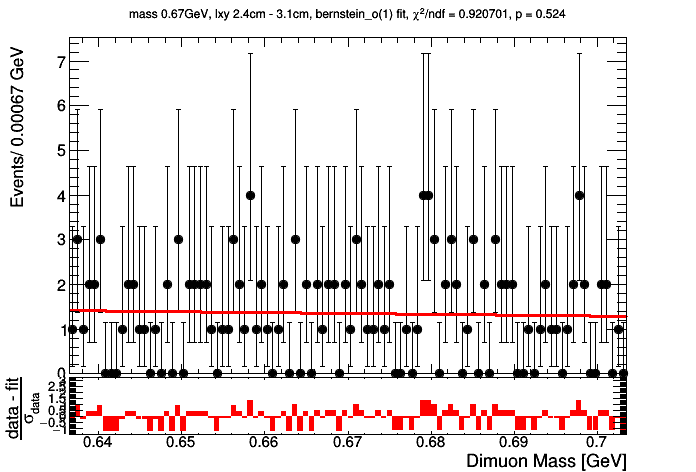 mass 0.67GeV, lxy 2.4cm - 3.1cm, bernstein_o(1) fit, χ²/ndf = 0.920701, p = 0.524
Events/ 0.00067 GeV
7
6
5
4
3
2
1
0
data - fit
σdata
0.64 0.65 0.66 0.67 0.68 0.69 0.7
Dimuon Mass [GeV]